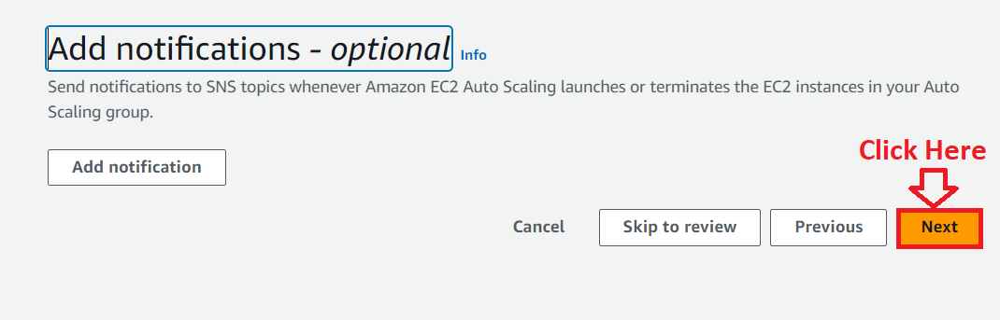 Add notifications - optional Info
Send notifications to SNS topics whenever Amazon EC2 Auto Scaling launches or terminates the EC2 instances in your Auto
Scaling group.
Click Here
Add notification
Cancel Skip to review Previous Next